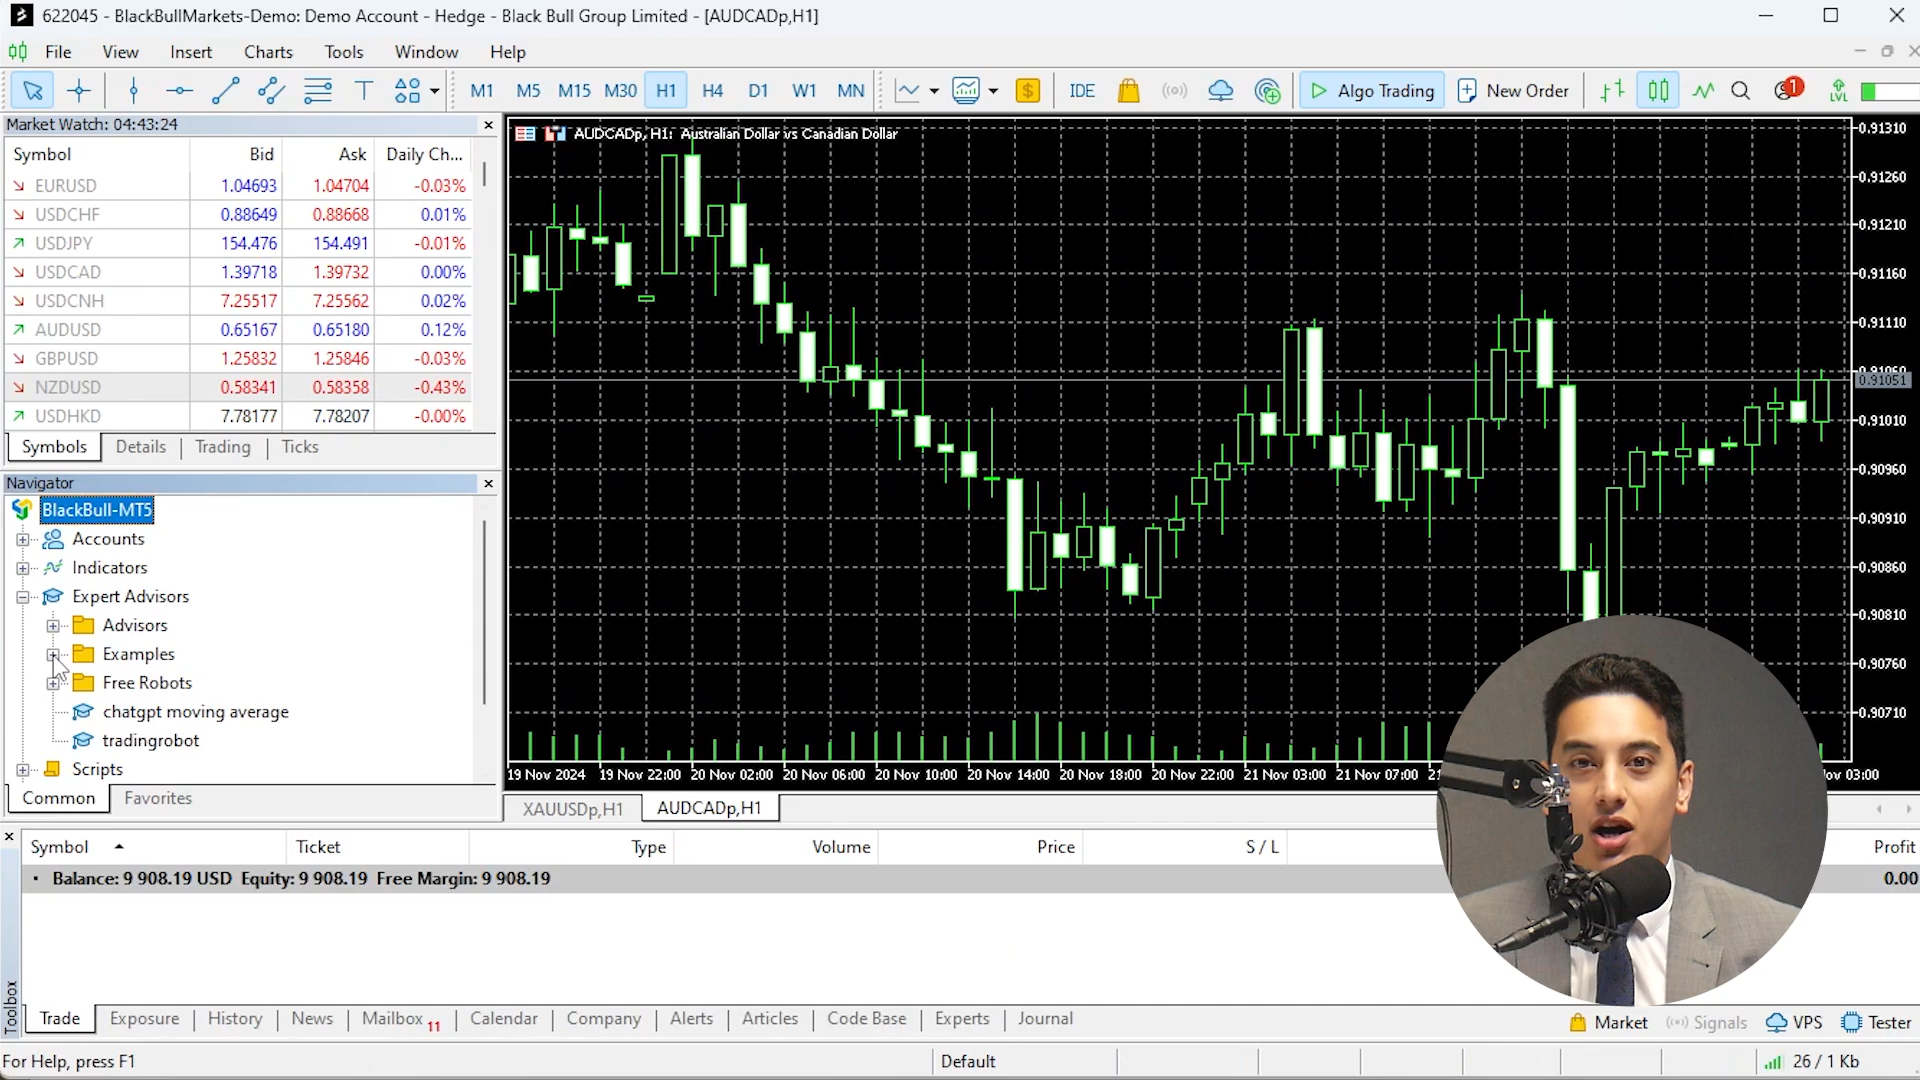 622045 - BlackBullMarkets-Demo: Demo Account - Hedge - Black Bull Group Limited - [AUDCADp,H1]
File View Insert Charts Tools Window Help
M1 M5 M15 M30 H1 H4 D1 W1 MN $ IDE Algo Trading New Order 1 LVL
Market Watch: 04:43:24
Symbol Bid Ask Daily Ch...
EURUSD 1.04693 1.04704 -0.03%
USDCHF 0.88649 0.88668 0.01%
USDJPY 154.476 154.491 -0.01%
USDCAD 1.39718 1.39732 0.00%
USDCNH 7.25517 7.25562 0.02%
AUDUSD 0.65167 0.65180 0.12%
GBPUSD 1.25832 1.25846 -0.03%
NZDUSD 0.58341 0.58358 -0.43%
USDHKD 7.78177 7.78207 -0.00%
Symbols Details Trading Ticks
Navigator
BlackBull-MT5
Accounts
Indicators
Expert Advisors
Advisors
Examples
Free Robots
chatgpt moving average
tradingrobot
Scripts
Common Favorites
AUDCADp, H1: Australian Dollar vs Canadian Dollar
0.91310
0.91260
0.91210
0.91160
0.91110
0.91051
0.91010
0.90960
0.90910
0.90860
0.90810
0.90760
0.90710
19 Nov 2024 19 Nov 22:00 20 Nov 02:00 20 Nov 06:00 20 Nov 10:00 20 Nov 14:00 20 Nov 18:00 20 Nov 22:00 21 Nov 03:00 21 Nov 07:00 03:00
XAUUSDp,H1 AUDCADp,H1
Symbol Ticket Type Volume Price S / L Profit
Balance: 9 908.19 USD Equity: 9 908.19 Free Margin: 9 908.19 0.00
Toolbox
Trade Exposure History News Mailbox 11 Calendar Company Alerts Articles Code Base Experts Journal Market Signals VPS Tester
For Help, press F1 Default 26 / 1 Kb